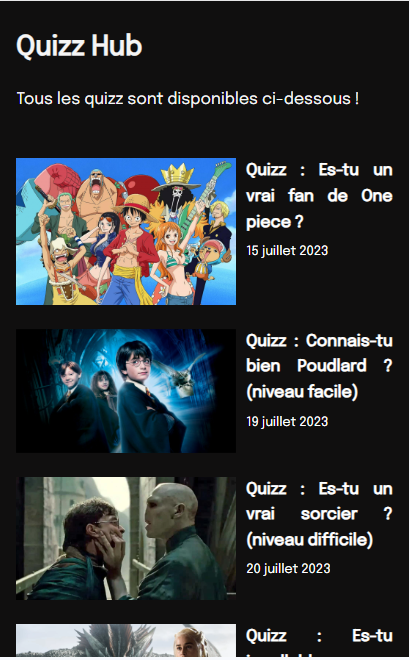 Quizz Hub
Tous les quizz sont disponibles ci-dessous !
Quizz : Es-tu un
vrai fan de One
piece ?
15 juillet 2023
Quizz : Connais-tu
bien Poudlard ?
(niveau facile)
19 juillet 2023
Quizz : Es-tu un
vrai sorcier ?
(niveau difficile)
20 juillet 2023
Quizz : Es-tu